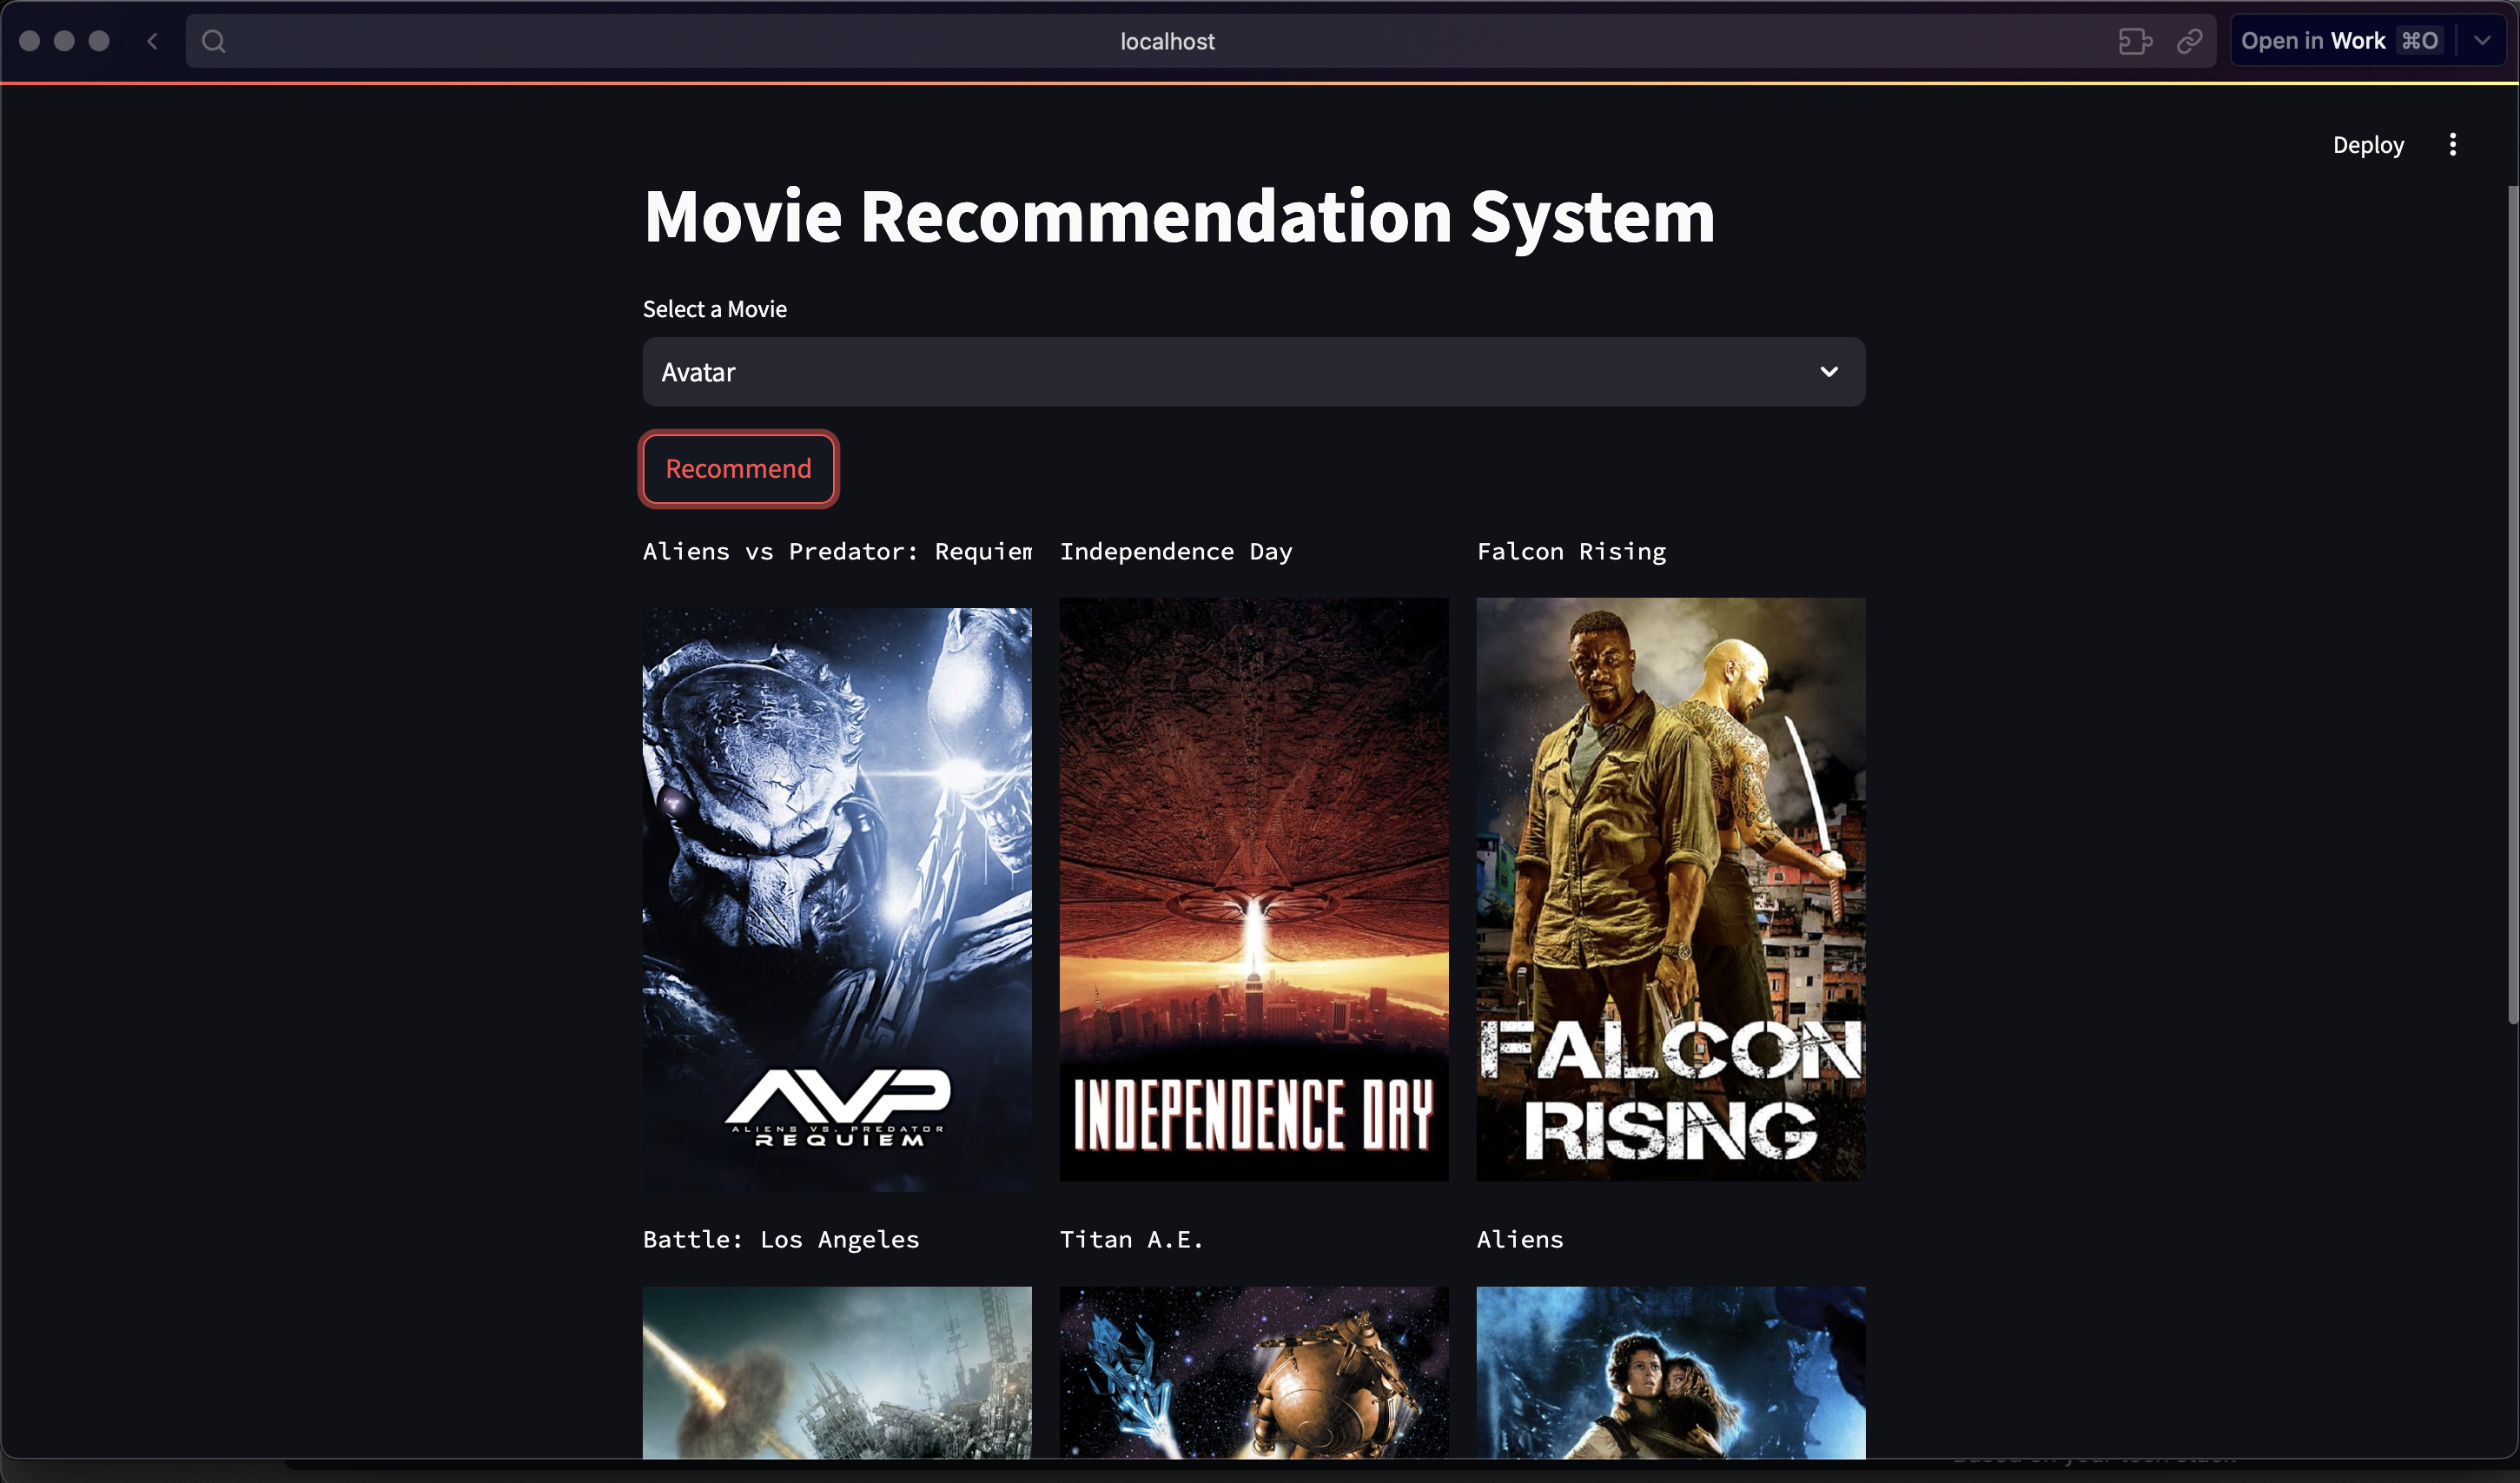 localhost
Open in Work ⌘O
Deploy
Movie Recommendation System
Select a Movie
Avatar
Recommend
Aliens vs Predator: Requiem
Independence Day
Falcon Rising
AVP
ALIENS VS. PREDATOR
REQUIEM
INDEPENDENCE DAY
FALCON
RISING
Battle: Los Angeles
Titan A.E.
Aliens